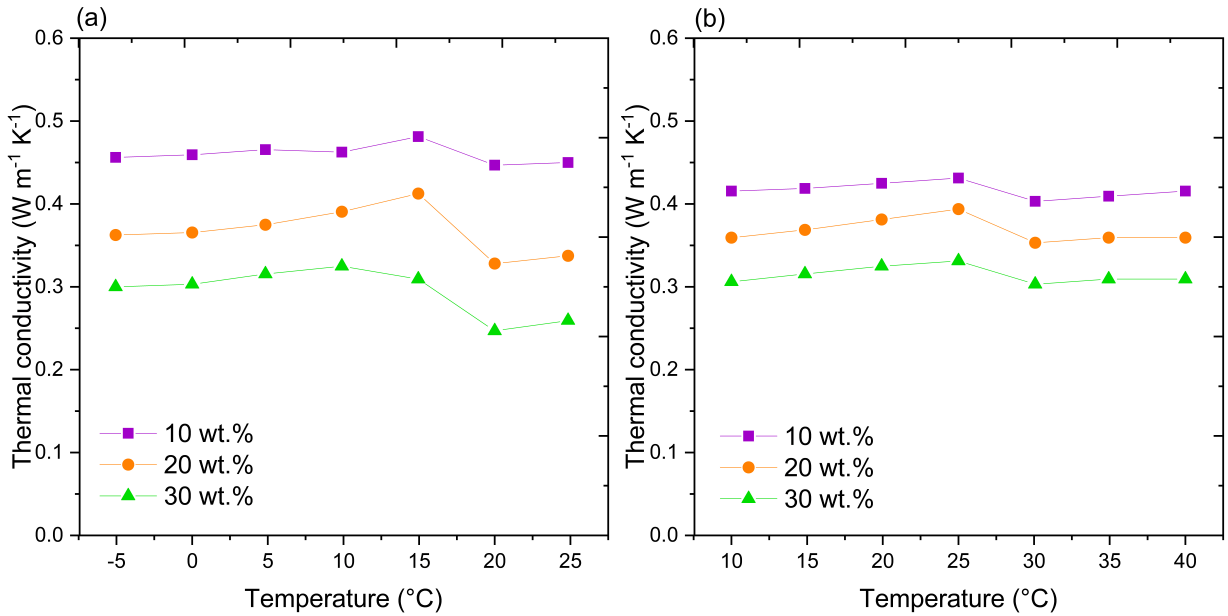 (a)
0.6
0.5
0.4
0.3
0.2
0.1
0.0
Thermal conductivity (W m⁻¹ K⁻¹)
10 wt.%
20 wt.%
30 wt.%
-5 0 5 10 15 20 25
Temperature (°C)
(b)
0.6
0.5
0.4
0.3
0.2
0.1
0.0
Thermal conductivity (W m⁻¹ K⁻¹)
10 wt.%
20 wt.%
30 wt.%
10 15 20 25 30 35 40
Temperature (°C)